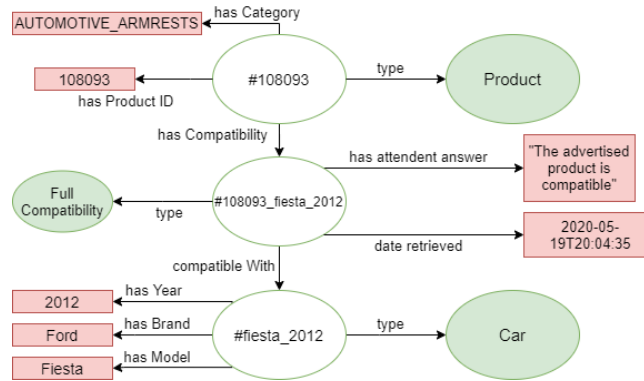 has Category
AUTOMOTIVE_ARMRESTS
#108093
type
Product
108093
has Product ID
has Compatibility
has attendent answer
"The advertised
product is
compatible"
Full
Compatibility
type
#108093_fiesta_2012
date retrieved
2020-05-
19T20:04:35
compatible With
2012
has Year
Ford
has Brand
#fiesta_2012
type
Car
Fiesta
has Model